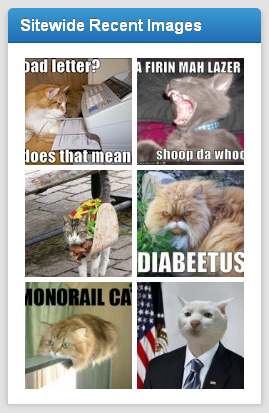 Sitewide Recent Images
oad letter?
does that mean
A FIRIN MAH LAZER
shoop da whoo
DIABEETUS
MONORAIL CA